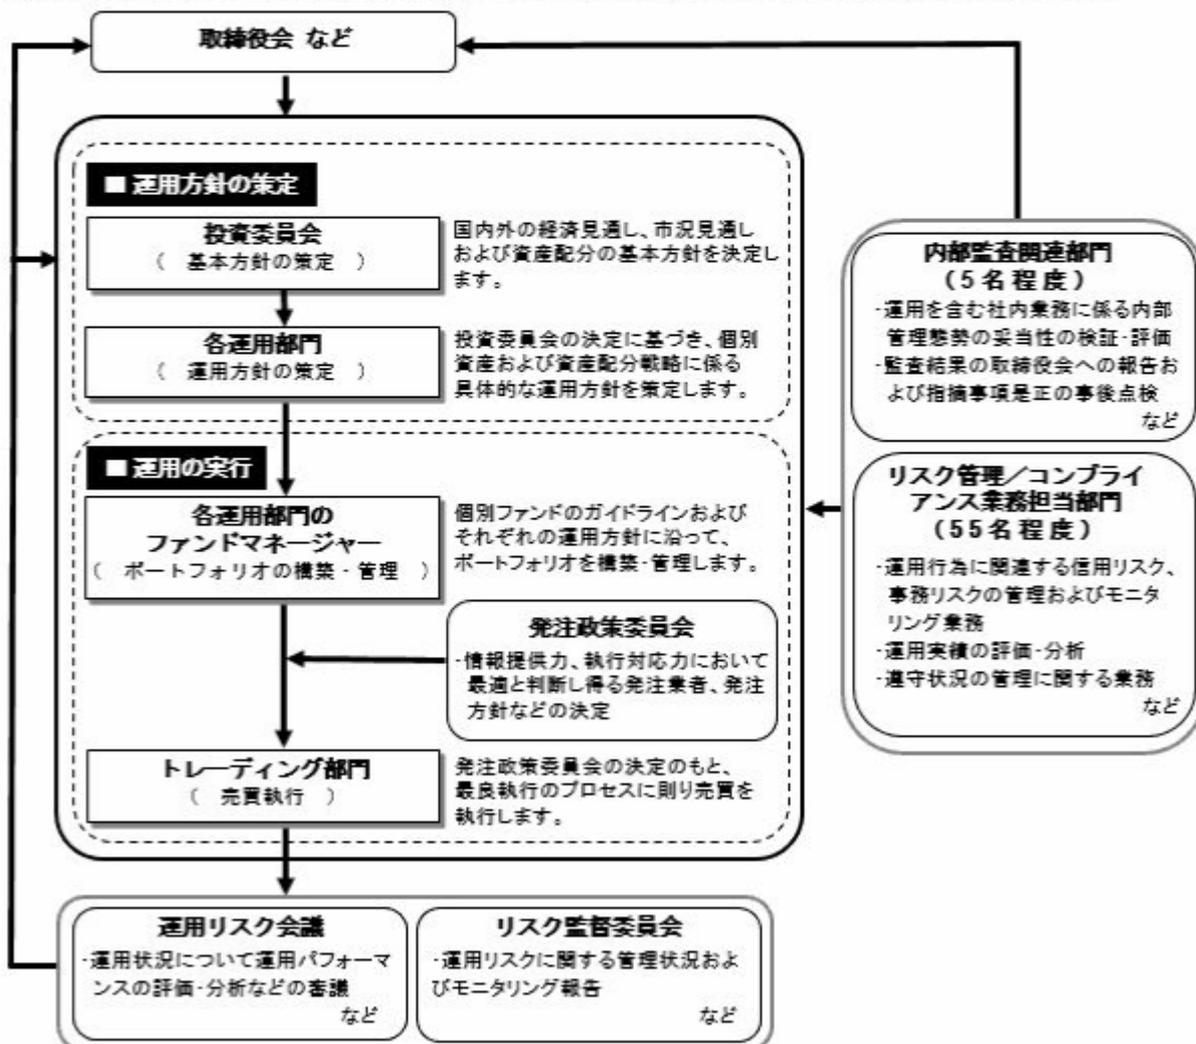 取締役会 など
■ 運用方針の策定
投資委員会
（ 基本方針の策定 ）
国内外の経済見通し、市況見通し
および資産配分の基本方針を決定し
ます。
各運用部門
（ 運用方針の策定 ）
投資委員会の決定に基づき、個別
資産および資産配分戦略に係る
具体的な運用方針を策定します。
■ 運用の実行
各運用部門の
ファンドマネージャー
（ ポートフォリオの構築・管理 ）
個別ファンドのガイドラインおよび
それぞれの運用方針に沿って、
ポートフォリオを構築・管理します。
発注政策委員会
・情報提供力、執行対応力において
最適と判断し得る発注業者、発注
方針などの決定
トレーディング部門
（ 売買執行 ）
発注政策委員会の決定のもと、
最良執行のプロセスに則り売買を
執行します。
内部監査関連部門
（５名程度）
・運用を含む社内業務に係る内部
管理態勢の妥当性の検証・評価
・監査結果の取締役会への報告お
よび指摘事項是正の事後点検
など
リスク管理／コンプライ
アンス業務担当部門
（５５名程度）
・運用行為に関連する信用リスク、
事務リスクの管理およびモニタ
リング業務
・運用実績の評価・分析
・遵守状況の管理に関する業務
など
運用リスク会議
・運用状況について運用パフォーマ
ンスの評価・分析などの審議
など
リスク監督委員会
・運用リスクに関する管理状況およ
びモニタリング報告
など